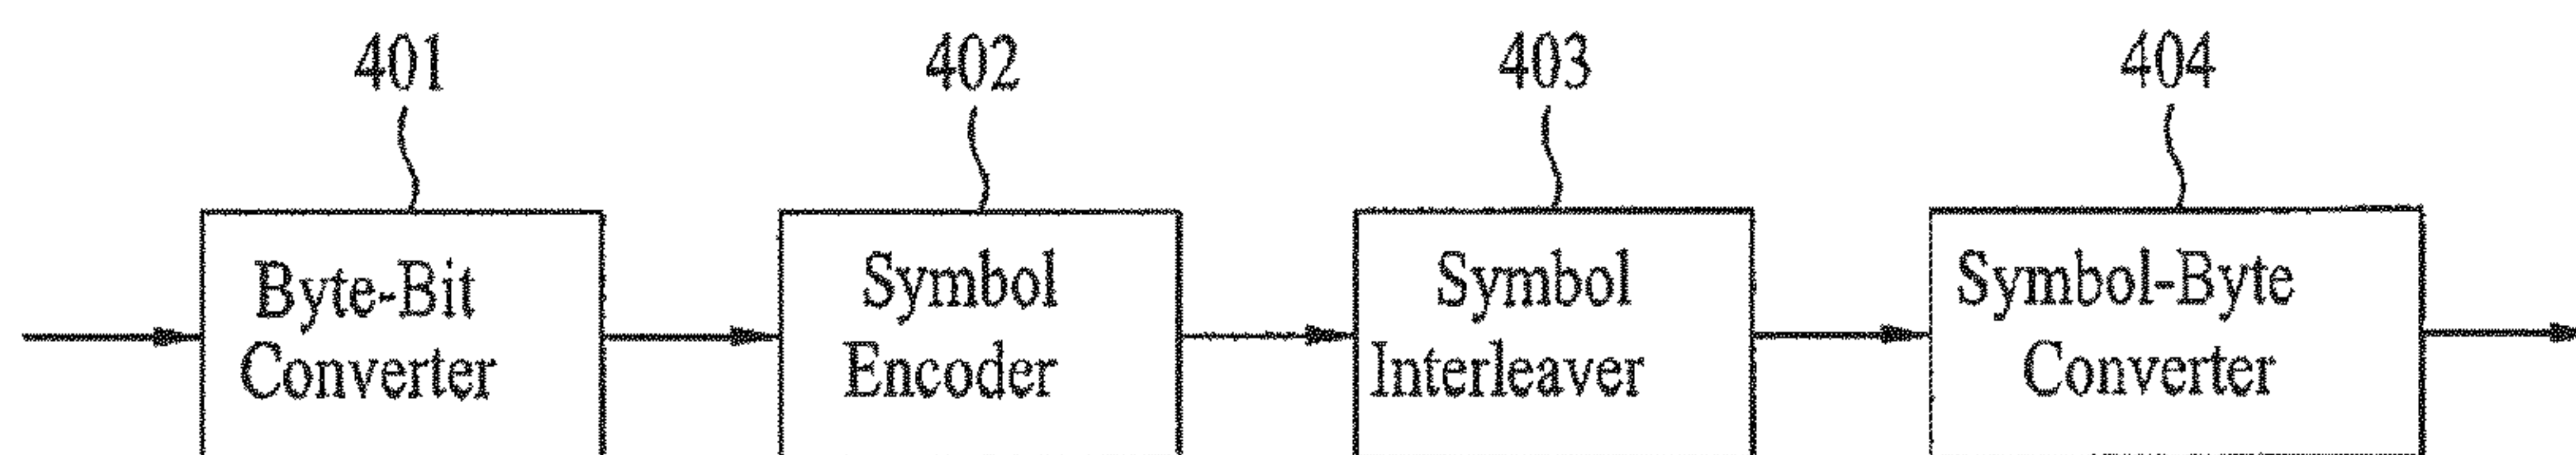 401
402
403
404
Byte-Bit
Converter
Symbol
Encoder
Symbol
Interleaver
Symbol-Byte
Converter